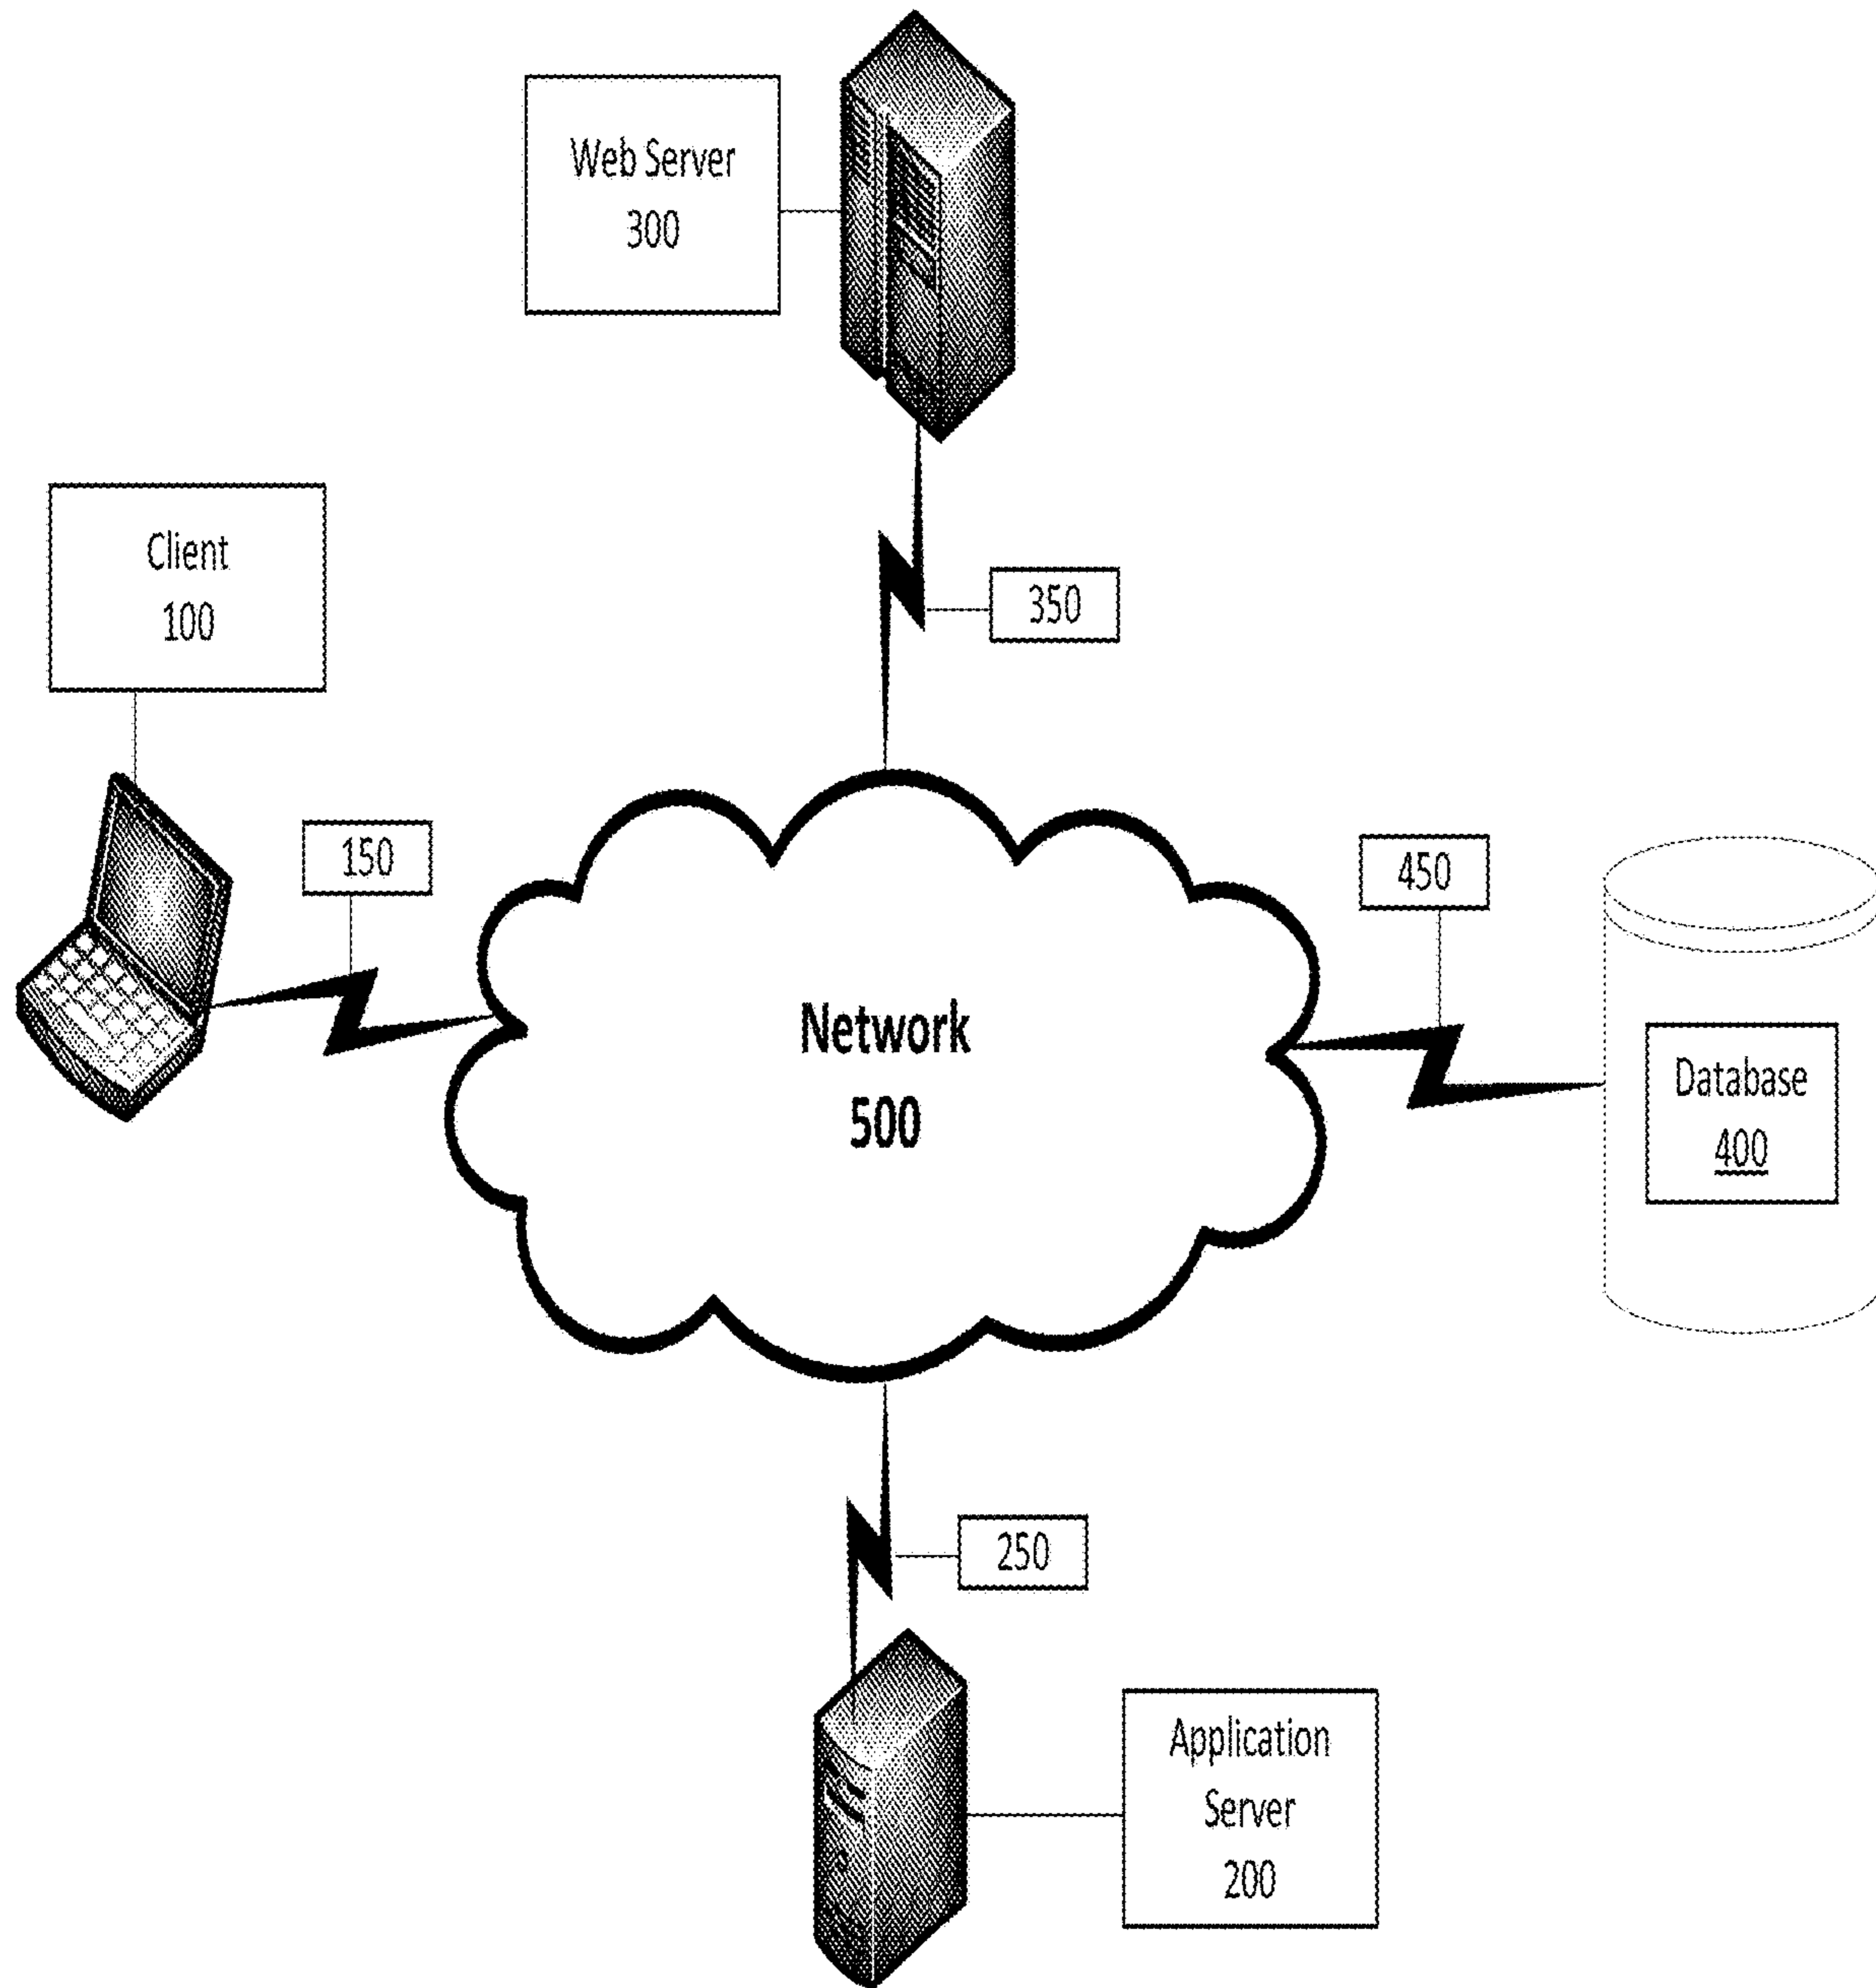 Web Server
300
Client
100
350
150
450
Network
500
Database
400
250
Application
Server
200